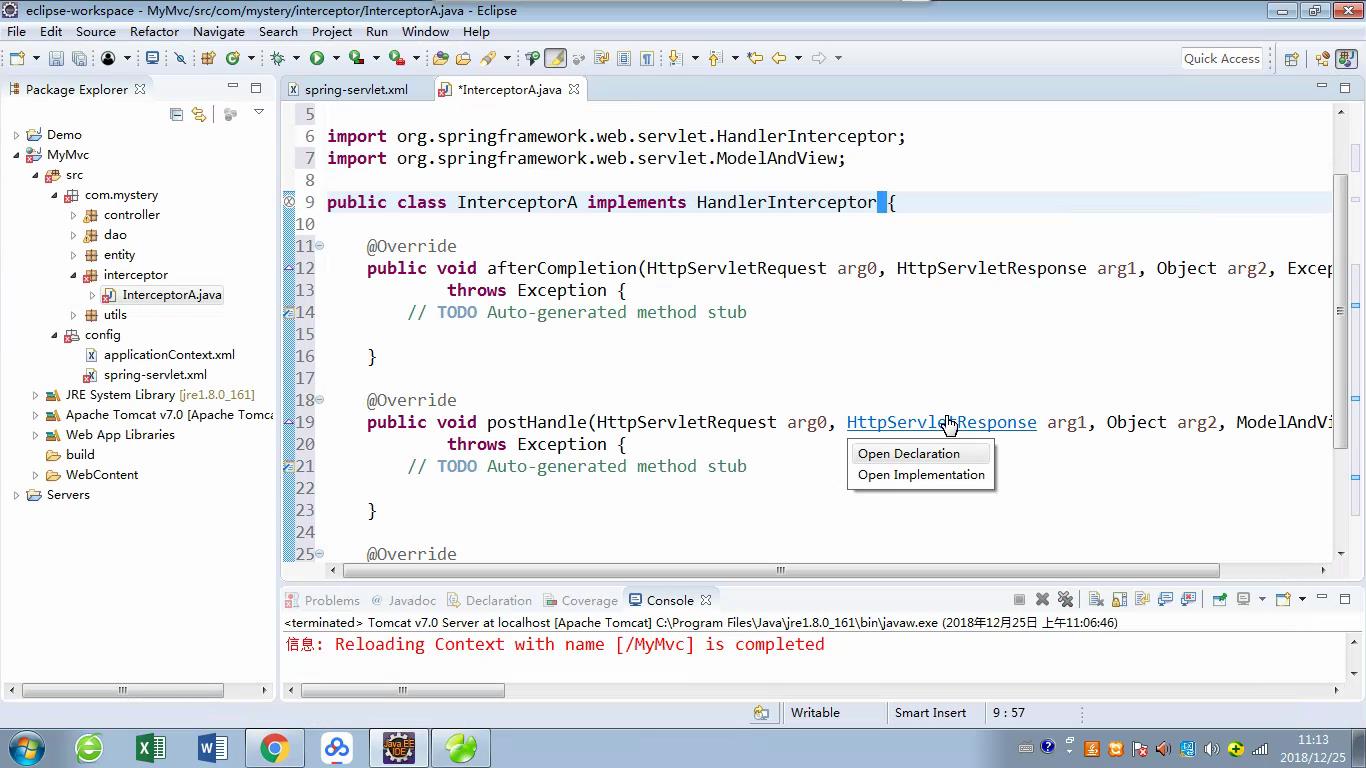 eclipse-workspace - MyMvc/src/com/mystery/interceptor/InterceptorA.java - Eclipse
File Edit Source Refactor Navigate Search Project Run Window Help
Quick Access
Package Explorer
spring-servlet.xml
*InterceptorA.java
Demo
MyMvc
src
com.mystery
controller
dao
entity
interceptor
InterceptorA.java
utils
config
applicationContext.xml
spring-servlet.xml
JRE System Library [jre1.8.0_161]
Apache Tomcat v7.0 [Apache Tomca
Web App Libraries
build
WebContent
Servers
5
6 import org.springframework.web.servlet.HandlerInterceptor;
7 import org.springframework.web.servlet.ModelAndView;
8
9 public class InterceptorA implements HandlerInterceptor {
10
11 @Override
12 public void afterCompletion(HttpServletRequest arg0, HttpServletResponse arg1, Object arg2, Excep
13 throws Exception {
14 // TODO Auto-generated method stub
15
16 }
17
18 @Override
19 public void postHandle(HttpServletRequest arg0, HttpServletResponse arg1, Object arg2, ModelAndVi
20 throws Exception {
21 // TODO Auto-generated method stub
22
23 }
24
25 @Override
Open Declaration
Open Implementation
Problems Javadoc Declaration Coverage Console
<terminated> Tomcat v7.0 Server at localhost [Apache Tomcat] C:\Program Files\Java\jre1.8.0_161\bin\javaw.exe (2018年12月25日 上午11:06:46)
信息: Reloading Context with name [/MyMvc] is completed
Writable Smart Insert 9 : 57
Java EE
IDE
11:13
2018/12/25